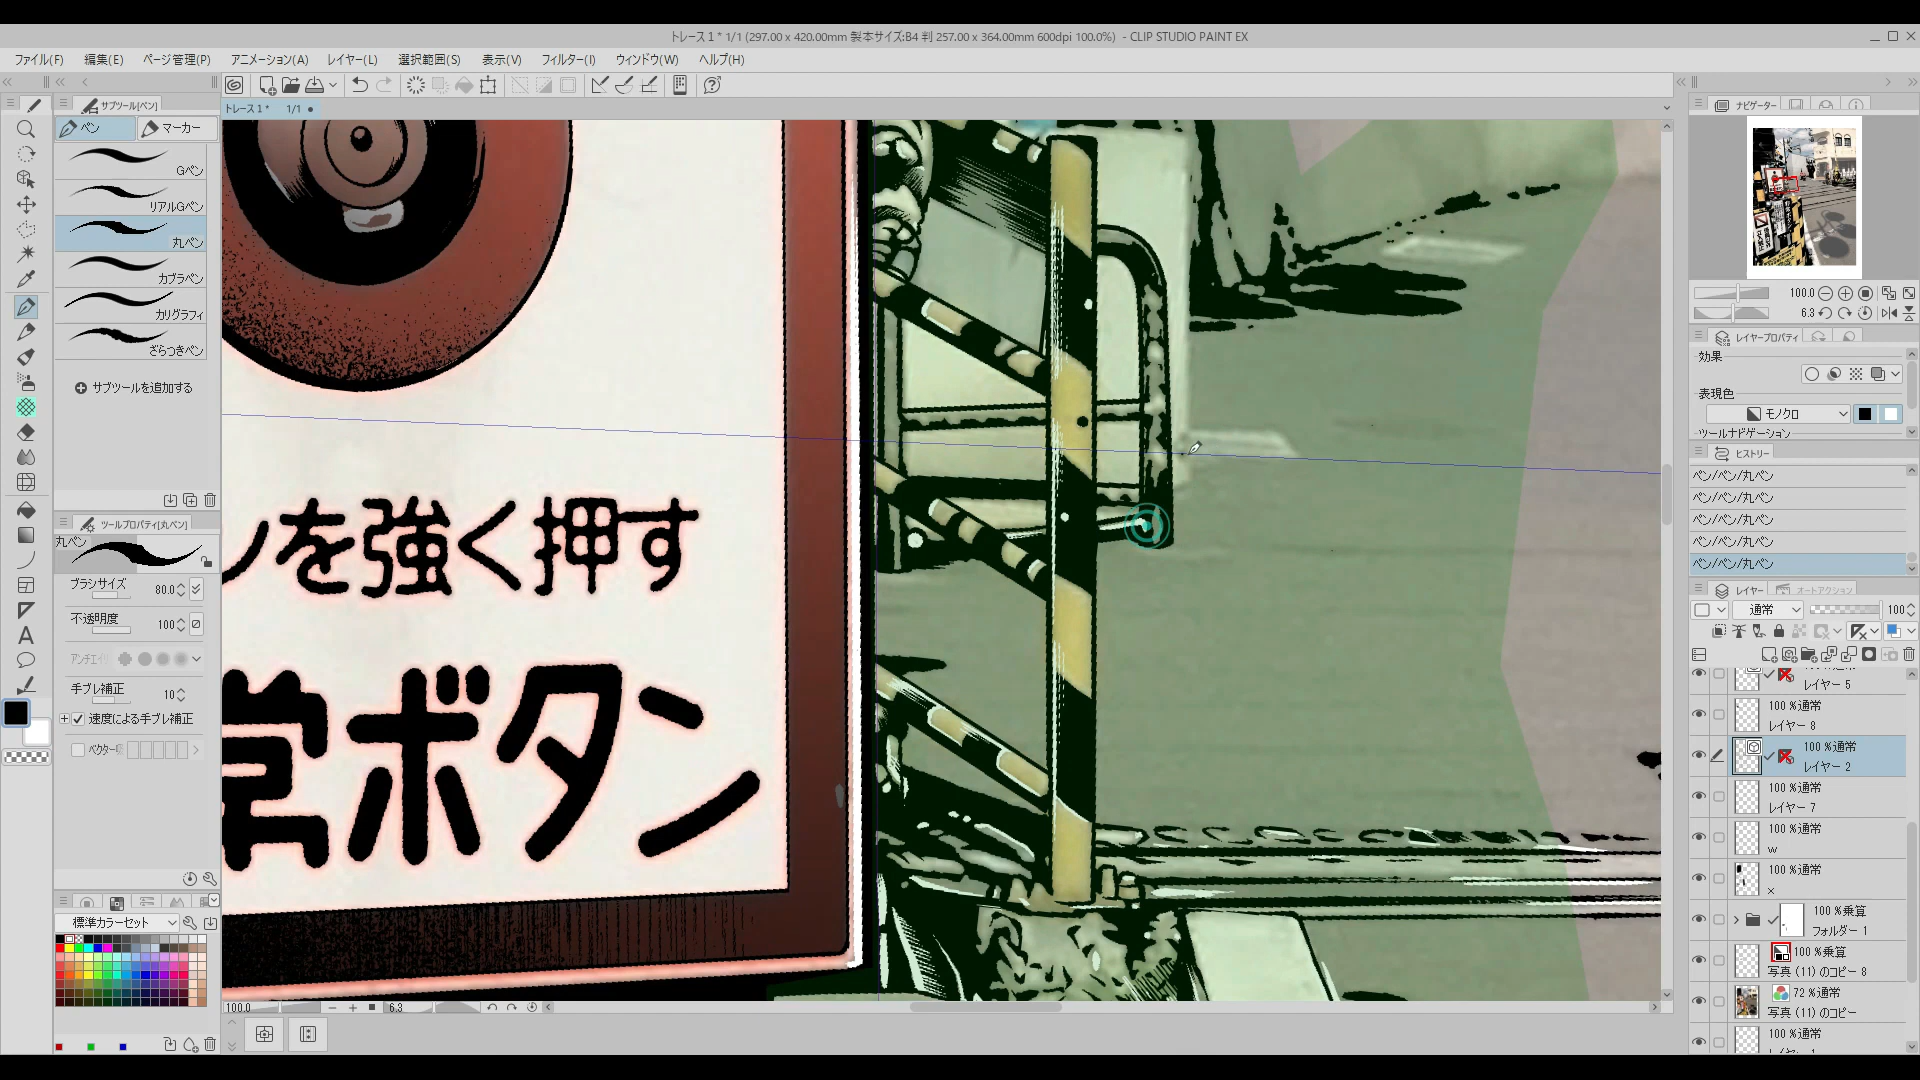 トレース1* 1/1 (297.00 x 420.00mm 製本サイズ:B4 判 257.00 x 364.00mm 600dpi 100.0%) - CLIP STUDIO PAINT EX
ファイル(F) 編集(E) ページ管理(P) アニメーション(A) レイヤー(L) 選択範囲(S) 表示(V) フィルター(I) ウィンドウ(W) ヘルプ(H)
サブツール[ペン]
ペン
マーカー
Gペン
リアルGペン
丸ペン
カブラペン
カリグラフィ
ざらつきペン
サブツールを追加する
ツールプロパティ[丸ペン]
丸ペン
ブラシサイズ 80.0
不透明度 100
アンチエイリ
手ブレ補正 10
速度による手ブレ補正
標準カラーセット
トレース1* 1/1
ンを強く押す
常ボタン
100.0
6.3
ナビゲーター
100.0
6.3
レイヤープロパティ
効果
表現色
モノクロ
ツールナビゲーション
ヒストリー
ペン/ペン/丸ペン
ペン/ペン/丸ペン
ペン/ペン/丸ペン
ペン/ペン/丸ペン
ペン/ペン/丸ペン
レイヤー
オートアクション
通常
100
レイヤー 5
100 %通常
レイヤー 8
100 %通常
レイヤー 2
100 %通常
レイヤー 7
100 %通常
w
100 %通常
x
100 %乗算
フォルダー 1
100 %乗算
写真 (11) のコピー 8
72 %通常
写真 (11) のコピー
100 %通常